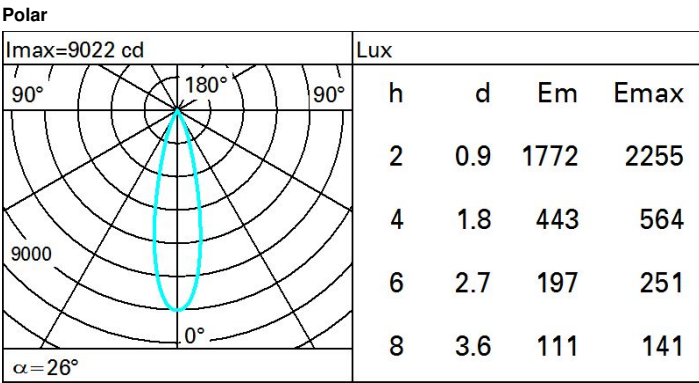 Polar
Imax=9022 cd
Lux
90° 180° 90°
9000
0°
α=26°
h d Em Emax
2 0.9 1772 2255
4 1.8 443 564
6 2.7 197 251
8 3.6 111 141